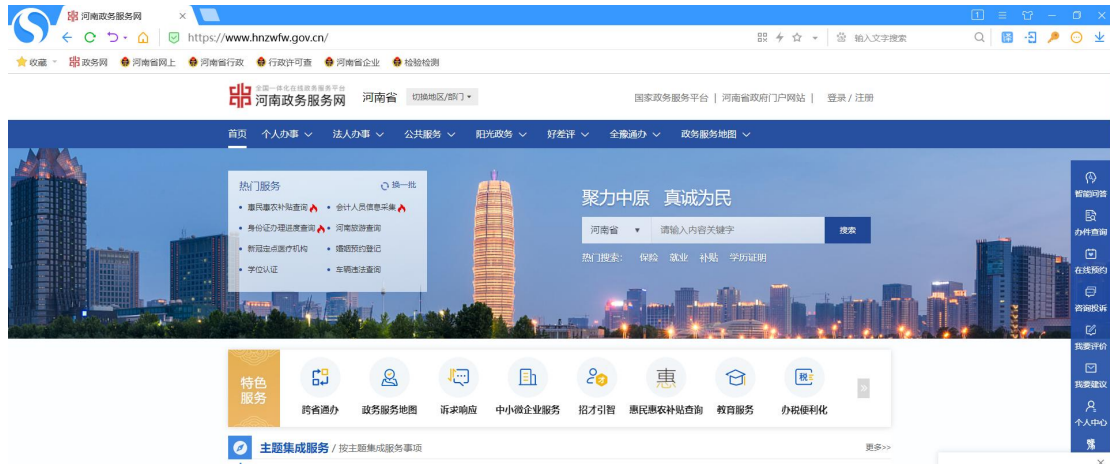 河南政务服务网
https://www.hnzwfw.gov.cn/
输入文字搜索
收藏 政务网 河南省网上 河南省行政 行政许可查 河南省企业 检验检测
全国一体化在线政务服务平台
河南政务服务网 河南省 切换地区/部门
国家政务服务平台 | 河南省政府门户网站 | 登录 / 注册
首页 个人办事 法人办事 公共服务 阳光政务 好差评 全豫通办 政务服务地图
热门服务 换一批
惠民惠农补贴查询 会计人员信息采集
身份证办理进度查询 河南旅游查询
新冠定点医疗机构 婚姻预约登记
学位认证 车辆违法查询
聚力中原 真诚为民
河南省 请输入内容关键字 搜索
热门搜索: 保险 就业 补贴 学历证明
智能问答
办件查询
在线预约
咨询投诉
我要评价
我要建议
个人中心
特色
服务
惠
税
跨省通办 政务服务地图 诉求响应 中小微企业服务 招才引智 惠民惠农补贴查询 教育服务 办税便利化
主题集成服务 / 按主题集成服务事项 更多>>